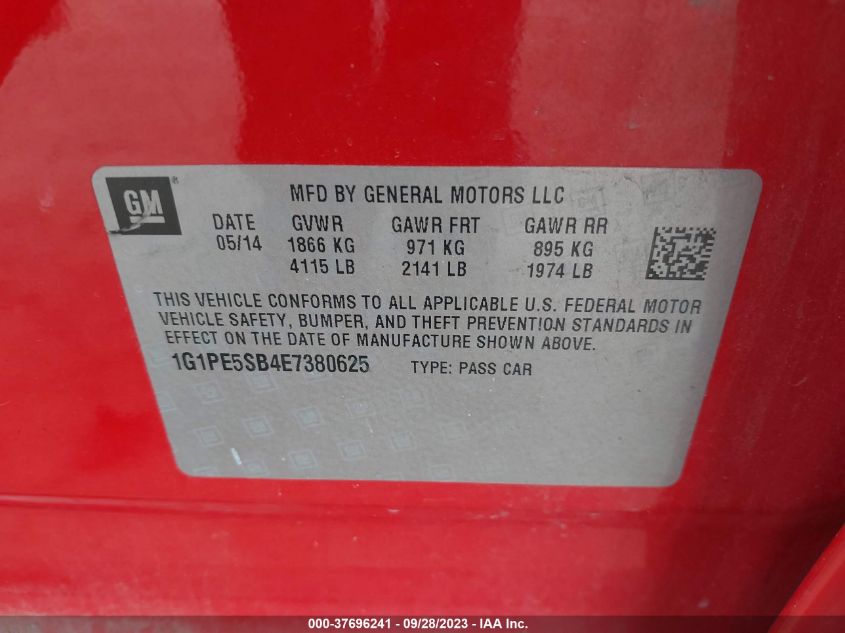 GM®
MFD BY GENERAL MOTORS LLC
DATE GVWR GAWR FRT GAWR RR
05/14 1866 KG 971 KG 895 KG
4115 LB 2141 LB 1974 LB
THIS VEHICLE CONFORMS TO ALL APPLICABLE U.S. FEDERAL MOTOR
VEHICLE SAFETY, BUMPER, AND THEFT PREVENTION STANDARDS IN
EFFECT ON THE DATE OF MANUFACTURE SHOWN ABOVE.
1G1PE5SB4E7380625 TYPE: PASS CAR
000-37696241 - 09/28/2023 - IAA Inc.